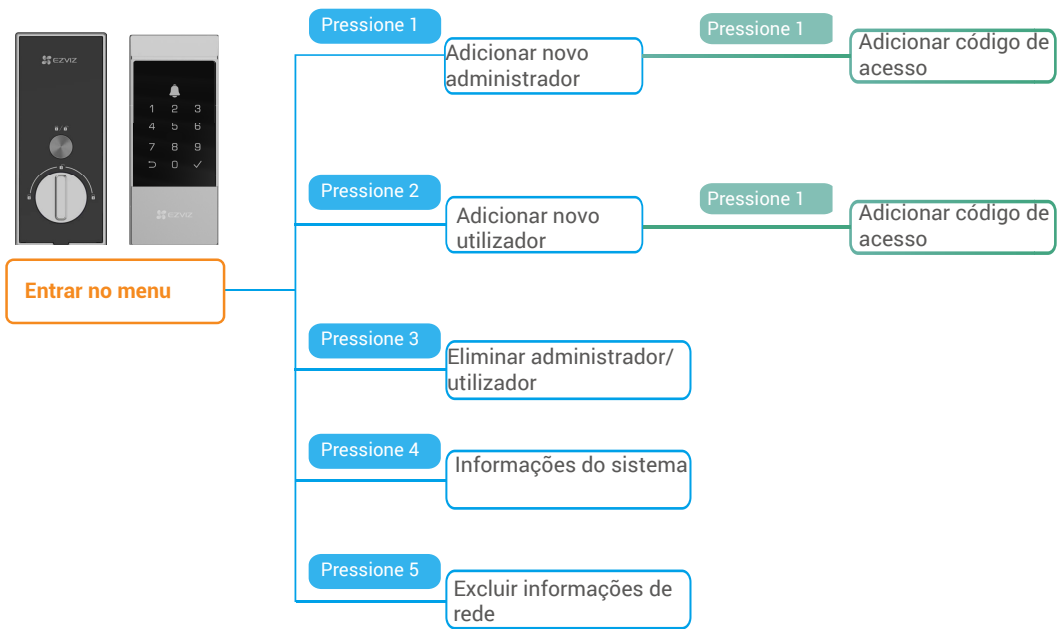 EZVIZ
1 2 3
4 5 6
7 8 9
0
EZVIZ
Entrar no menu
Pressione 1
Adicionar novo
administrador
Pressione 1
Adicionar código de
acesso
Pressione 2
Adicionar novo
utilizador
Pressione 1
Adicionar código de
acesso
Pressione 3
Eliminar administrador/
utilizador
Pressione 4
Informações do sistema
Pressione 5
Excluir informações de
rede